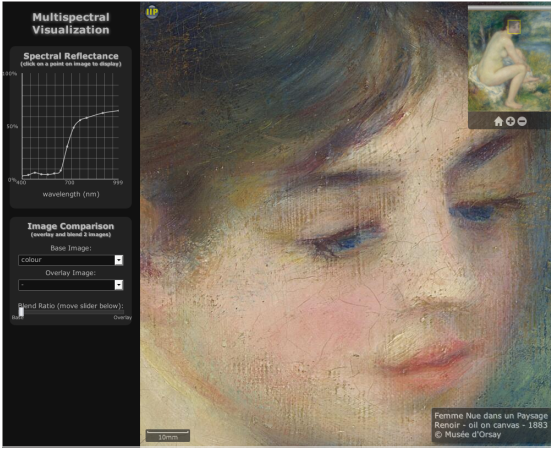 Multispectral
Visualization
Spectral Reflectance
(click on a point on image to display)
100%
50%
0%
400
700
999
wavelength (nm)
Image Comparison
(overlay and blend 2 images)
Base Image:
colour
Overlay Image:
-
Blend Ratio (move slider below):
Base
Overlay
IIP
10mm
Femme Nue dans un Paysage
Renoir - oil on canvas - 1883
© Musée d'Orsay